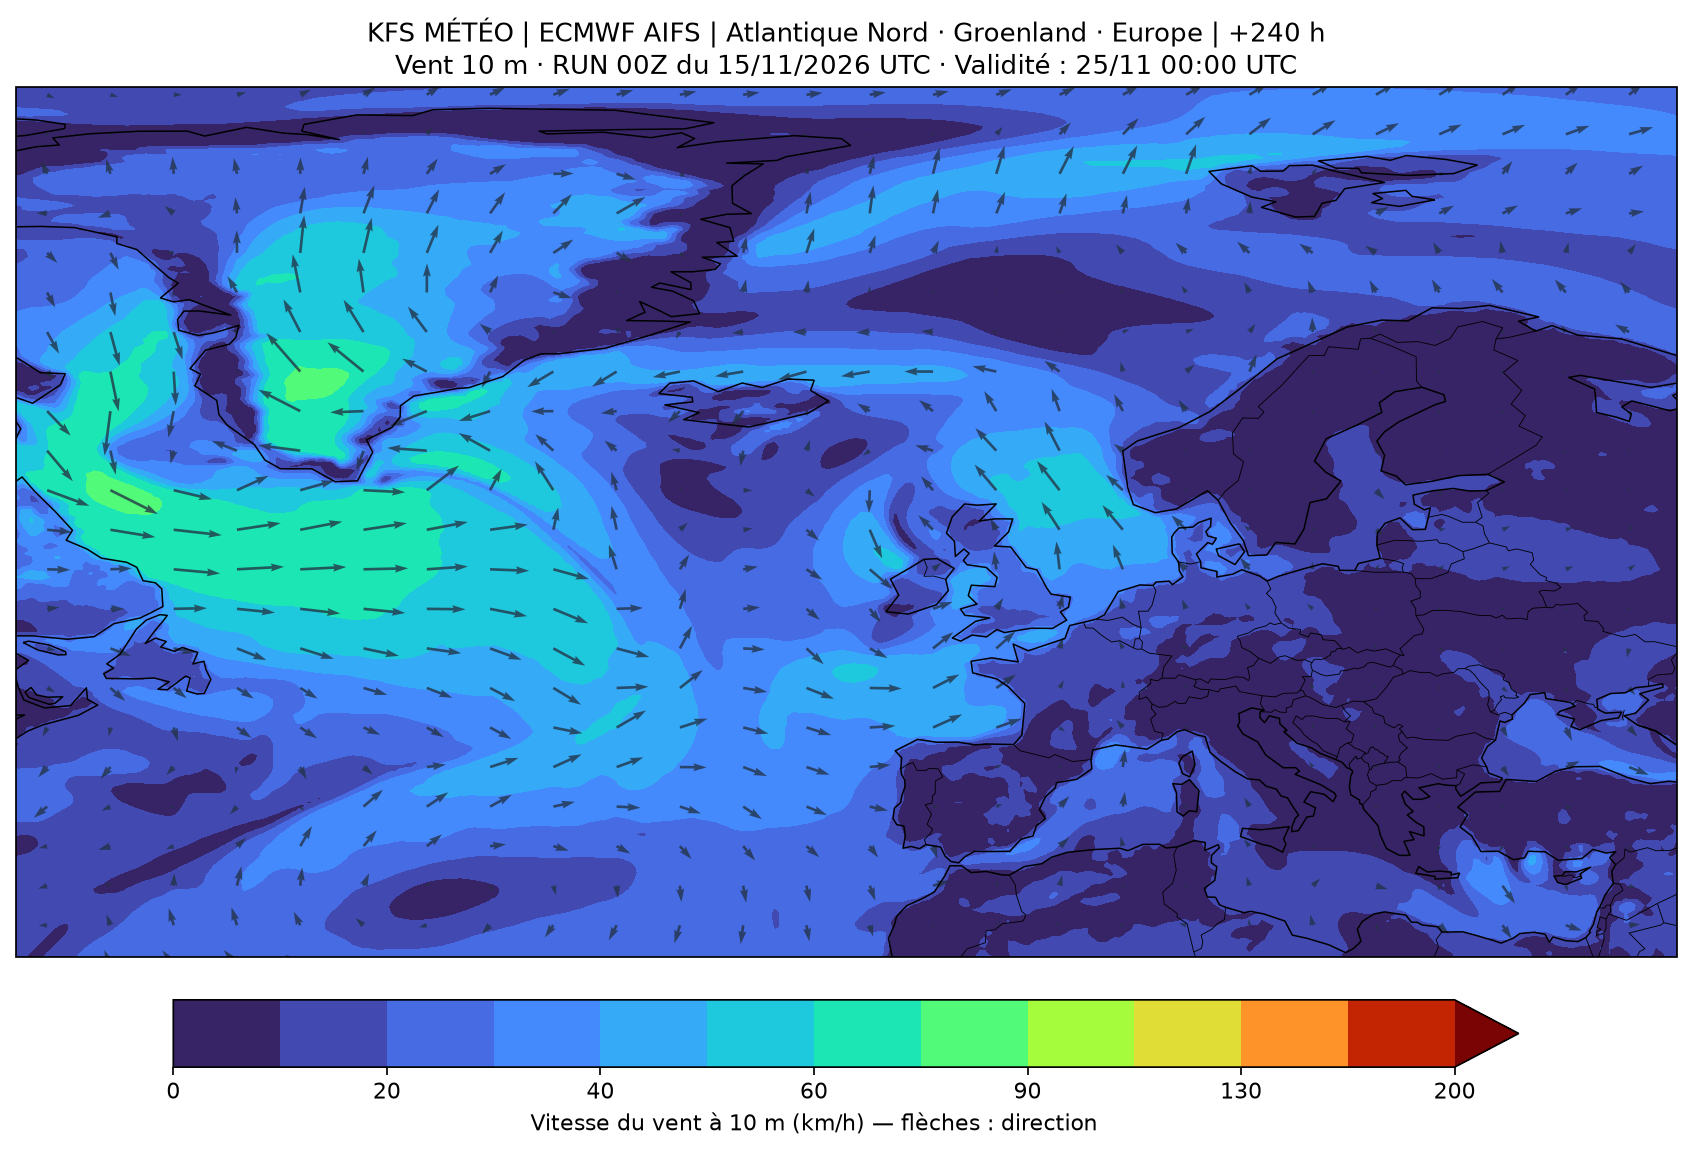 KFS MÉTÉO | ECMWF AIFS | Atlantique Nord · Groenland · Europe | +240 h
Vent 10 m · RUN 00Z du 15/11/2026 UTC · Validité : 25/11 00:00 UTC
0 20 40 60 90 130 200
Vitesse du vent à 10 m (km/h) — flèches : direction